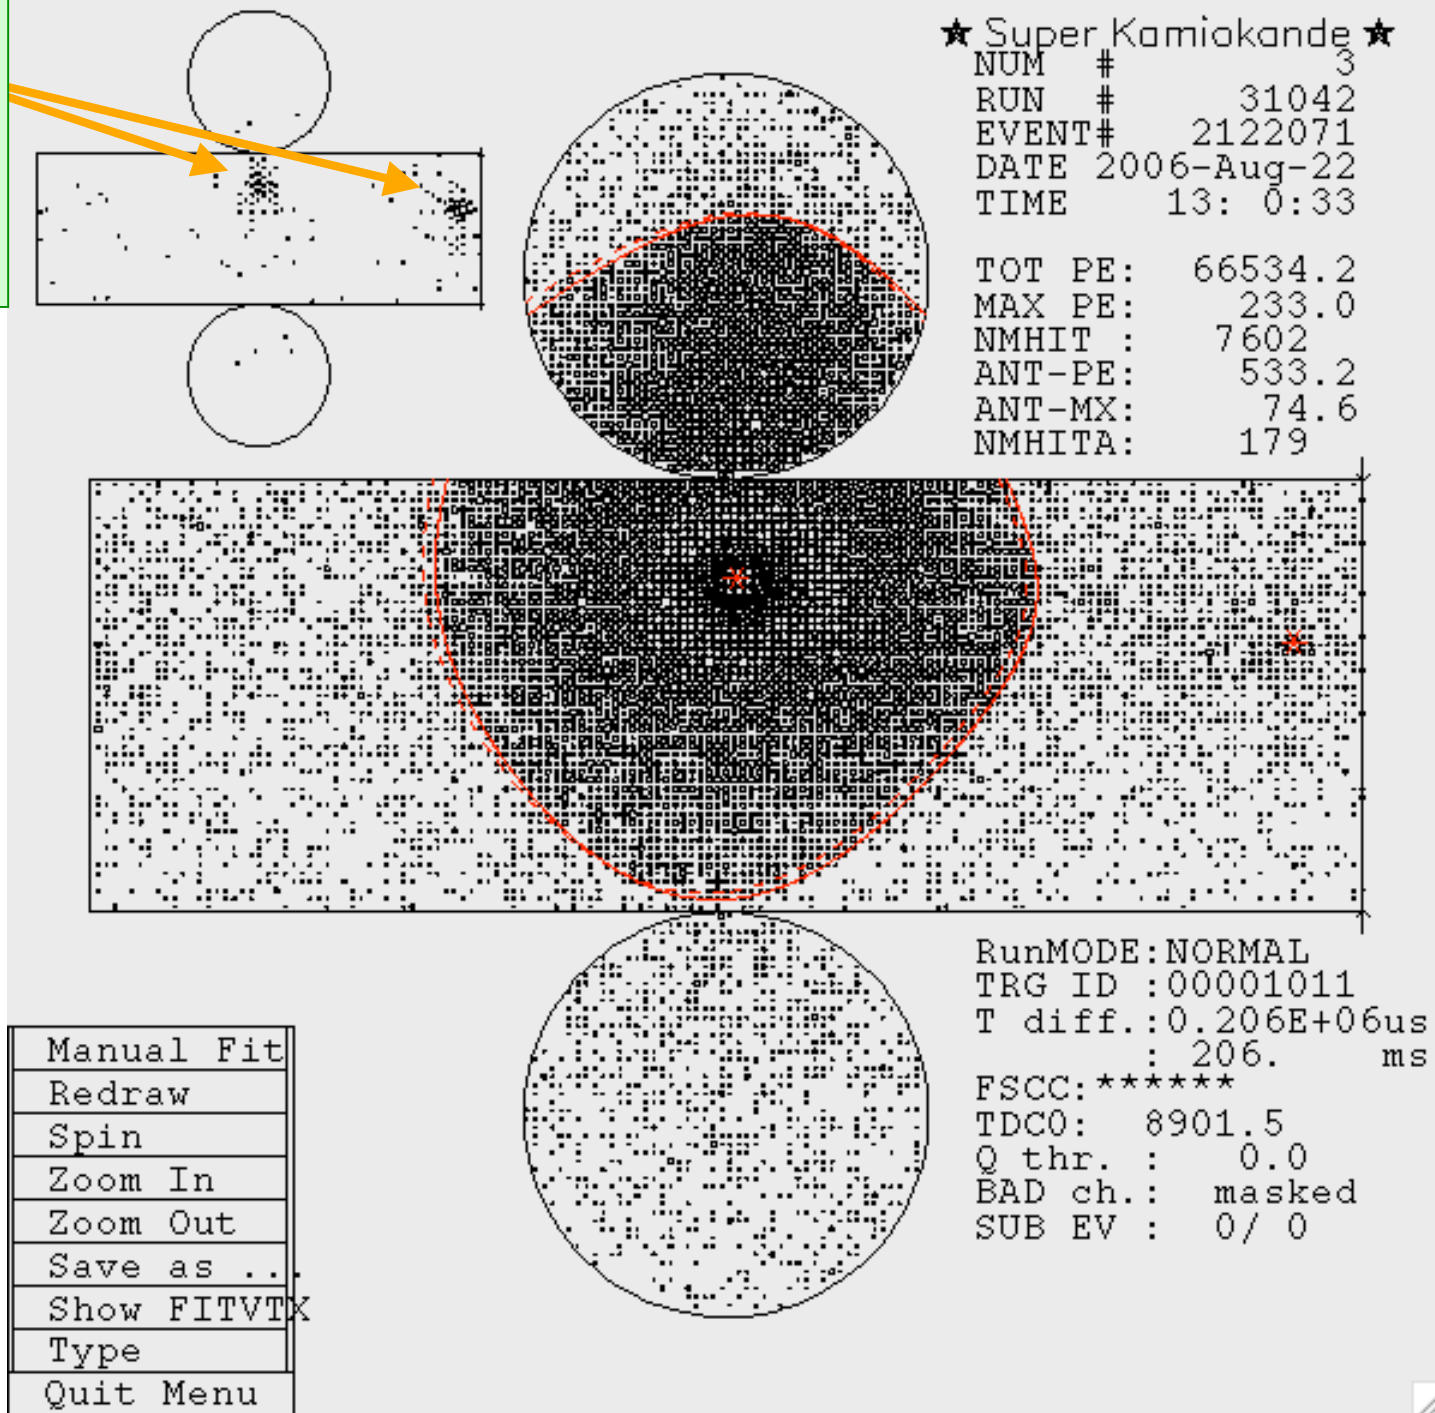 ★ Super Kamiokande ★
NUM # 3
RUN # 31042
EVENT# 2122071
DATE 2006-Aug-22
TIME 13: 0:33
TOT PE: 66534.2
MAX PE: 233.0
NMHIT : 7602
ANT-PE: 533.2
ANT-MX: 74.6
NMHITA: 179
RunMODE:NORMAL
TRG ID :00001011
T diff.:0.206E+06us
: 206. ms
FSCC:******
TDC0: 8901.5
Q thr. : 0.0
BAD ch.: masked
SUB EV : 0/ 0
Manual Fit
Redraw
Spin
Zoom In
Zoom Out
Save as ...
Show FITVTX
Type
Quit Menu